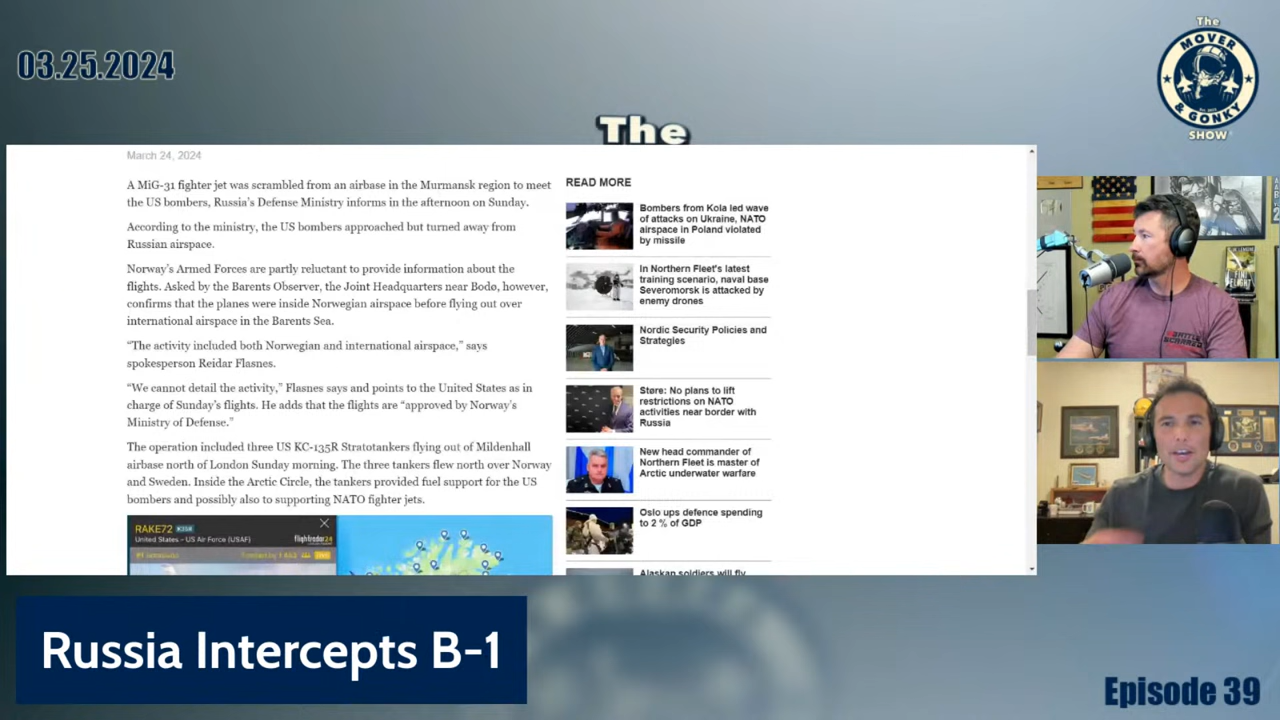 03.25.2024
The
MOVER
& GONKY
SHOW
The
March 24, 2024
A MiG-31 fighter jet was scrambled from an airbase in the Murmansk region to meet
the US bombers, Russia's Defense Ministry informs in the afternoon on Sunday.
According to the ministry, the US bombers approached but turned away from
Russian airspace.
Norway's Armed Forces are partly reluctant to provide information about the
flights. Asked by the Barents Observer, the Joint Headquarters near Bodø, however,
confirms that the planes were inside Norwegian airspace before flying out over
international airspace in the Barents Sea.
“The activity included both Norwegian and international airspace,” says
spokesperson Reidar Flasnes.
“We cannot detail the activity,” Flasnes says and points to the United States as in
charge of Sunday's flights. He adds that the flights are “approved by Norway's
Ministry of Defense.”
The operation included three US KC-135R Stratotankers flying out of Mildenhall
airbase north of London Sunday morning. The three tankers flew north over Norway
and Sweden. Inside the Arctic Circle, the tankers provided fuel support for the US
bombers and possibly also to supporting NATO fighter jets.
RAKE72
United States - US Air Force (USAF)
flightradar24
READ MORE
Bombers from Kola led wave
of attacks on Ukraine, NATO
airspace in Poland violated
by missile
In Northern Fleet's latest
training scenario, naval base
Severomorsk is attacked by
enemy drones
Nordic Security Policies and
Strategies
Støre: No plans to lift
restrictions on NATO
activities near border with
Russia
New head commander of
Northern Fleet is master of
Arctic underwater warfare
Oslo ups defence spending
to 2 % of GDP
Alaskan soldiers will fly
FINAL
FLIGHT
Russia Intercepts B-1
Episode 39